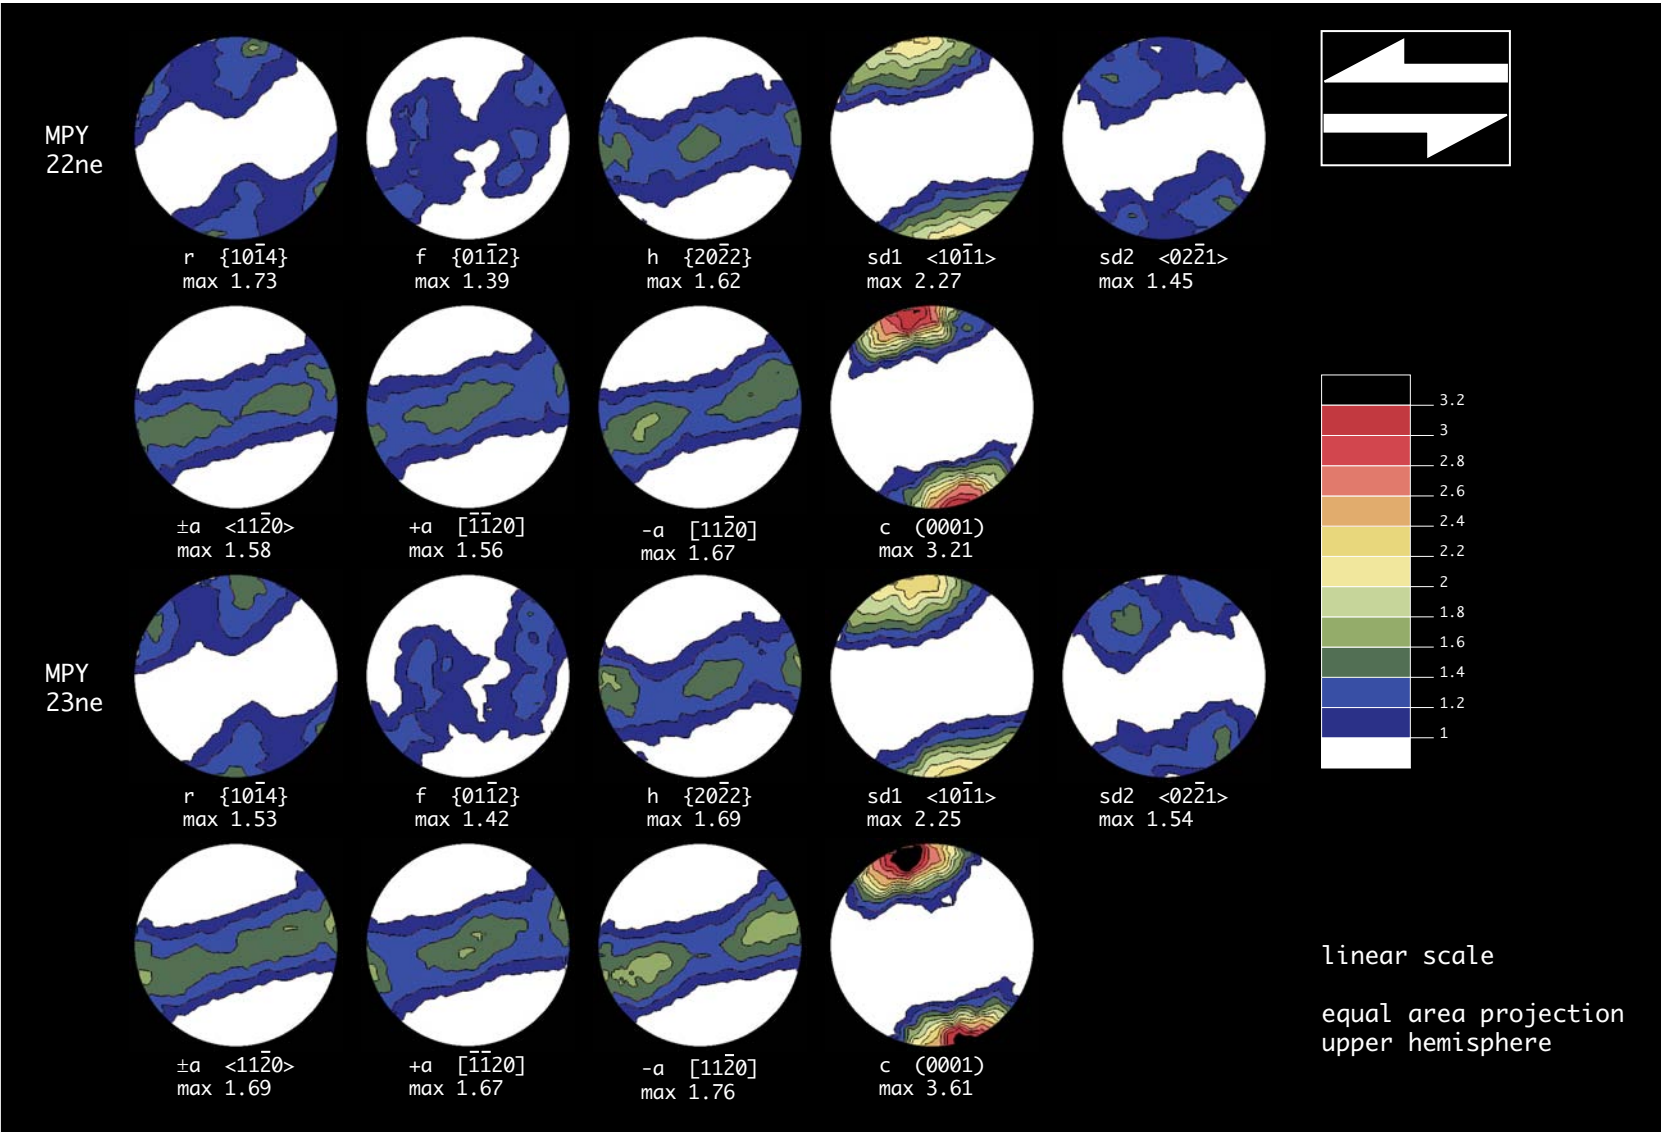 MPY
22ne
r {101̄4}
max 1.73
f {011̄2}
max 1.39
h {202̄2}
max 1.62
sd1 <101̄1>
max 2.27
sd2 <022̄1>
max 1.45
±a <112̄0>
max 1.58
+a [1̄1̄20]
max 1.56
-a [112̄0]
max 1.67
c (0001)
max 3.21
3.2
3
2.8
2.6
2.4
2.2
2
1.8
1.6
1.4
1.2
1
MPY
23ne
r {101̄4}
max 1.53
f {011̄2}
max 1.42
h {202̄2}
max 1.69
sd1 <101̄1>
max 2.25
sd2 <022̄1>
max 1.54
±a <112̄0>
max 1.69
+a [1̄1̄20]
max 1.67
-a [112̄0]
max 1.76
c (0001)
max 3.61
linear scale
equal area projection
upper hemisphere